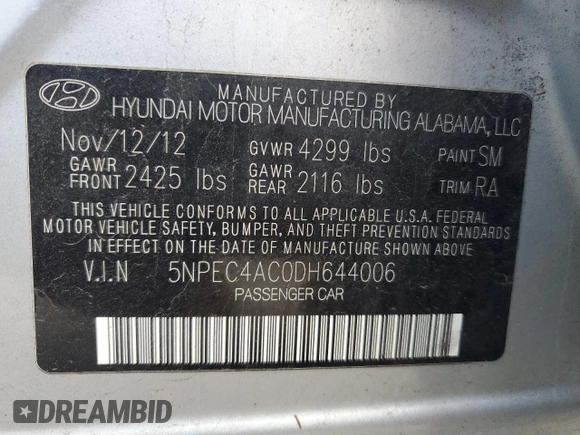 MANUFACTURED BY
HYUNDAI MOTOR MANUFACTURING ALABAMA, LLC
Nov/12/12 GVWR 4299 lbs PAINT SM
GAWR FRONT 2425 lbs GAWR REAR 2116 lbs TRIM RA
THIS VEHICLE CONFORMS TO ALL APPLICABLE U.S.A. FEDERAL
MOTOR VEHICLE SAFETY, BUMPER, AND THEFT PREVENTION STANDARDS
IN EFFECT ON THE DATE OF MANUFACTURE SHOWN ABOVE.
V.I.N 5NPEC4AC0DH644006
PASSENGER CAR
DREAMBID